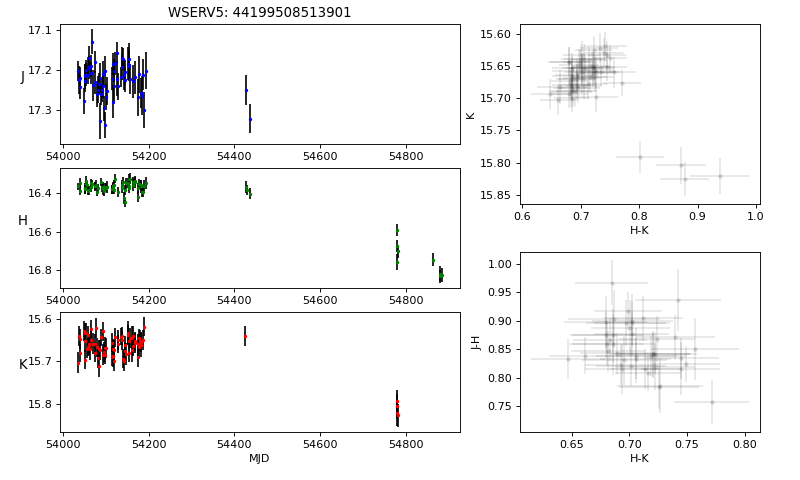 WSERV5: 44199508513901
17.1
17.2
17.3
J
54000 54200 54400 54600 54800
16.4
16.6
16.8
H
54000 54200 54400 54600 54800
15.6
15.7
15.8
K
54000 54200 54400 54600 54800
MJD
15.60
15.65
15.70
15.75
15.80
15.85
K
0.6 0.7 0.8 0.9 1.0
H-K
1.00
0.95
0.90
0.85
0.80
0.75
J-H
0.65 0.70 0.75 0.80
H-K